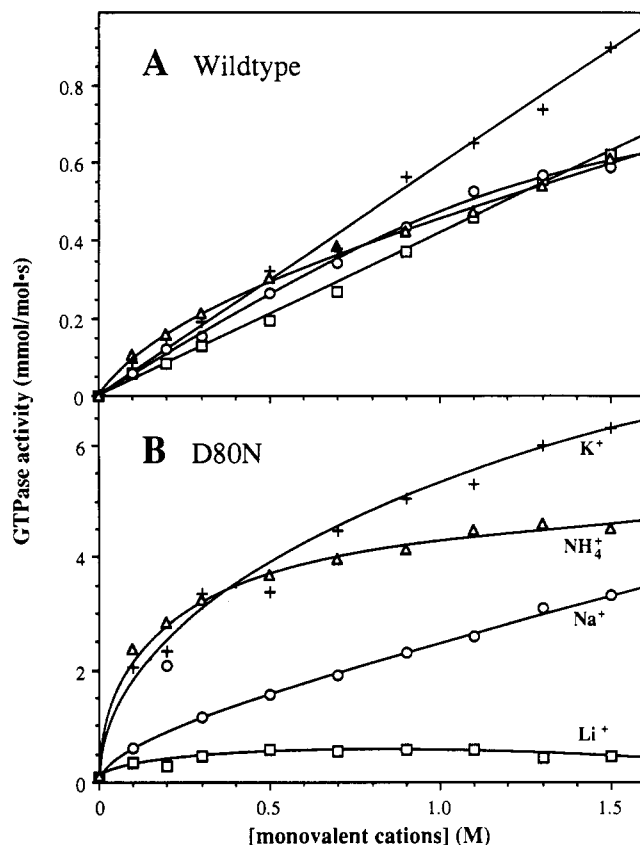 A Wildtype
0.8
0.6
0.4
0.2
0
GTPase activity (mmol/mol•s)
B D80N
6
4
2
0
K+
NH4+
Na+
Li+
0 0.5 1.0 1.5
[monovalent cations] (M)